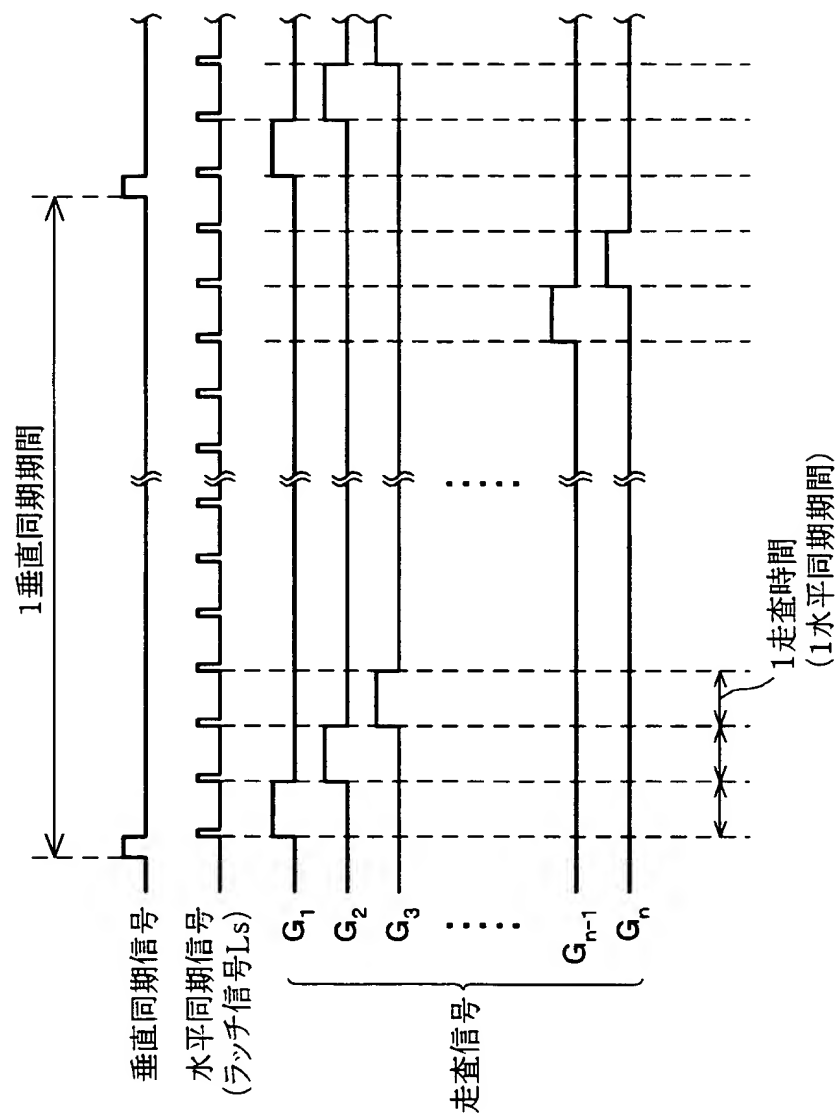 1垂直同期期間
垂直同期信号
水平同期信号
(ラッチ信号Ls)
G1
G2
G3
.....
.....
Gn-1
Gn
走査信号
1走査時間
(1水平同期期間)